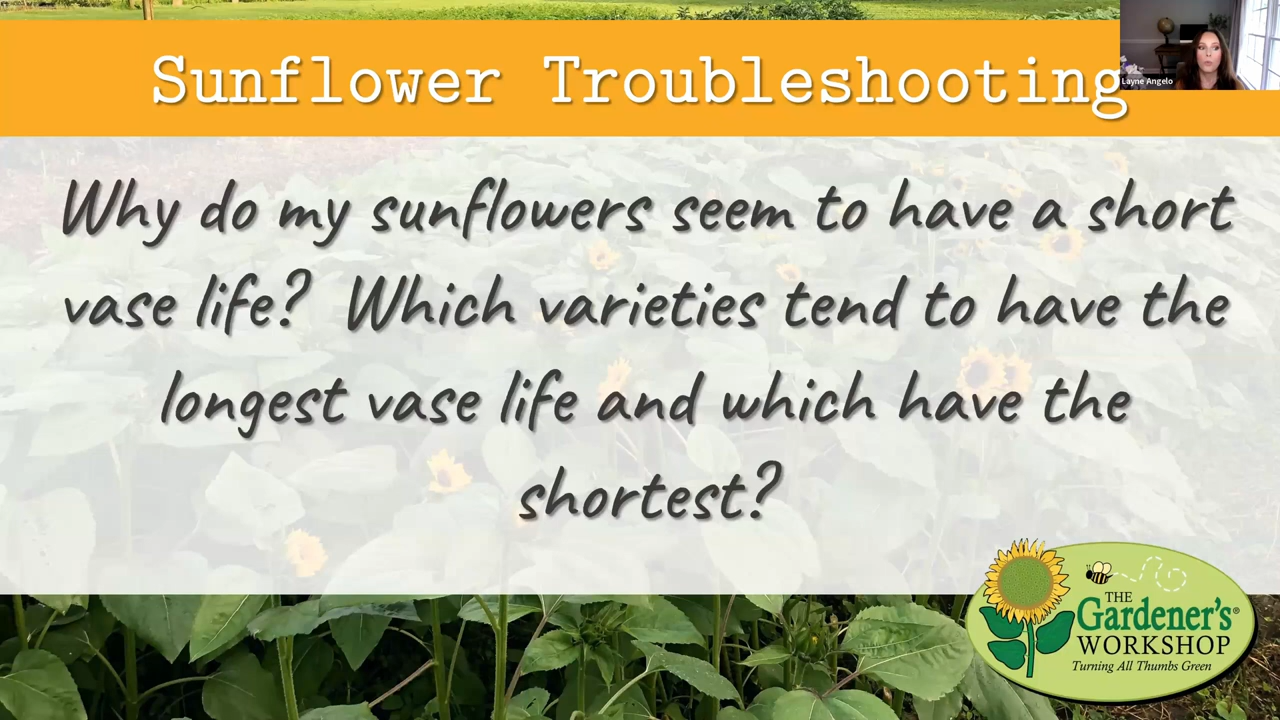 Sunflower Troubleshooting
Layne Angelo
Why do my sunflowers seem to have a short
vase life? Which varieties tend to have the
longest vase life and which have the
shortest?
THE
Gardener's®
WORKSHOP
Turning All Thumbs Green